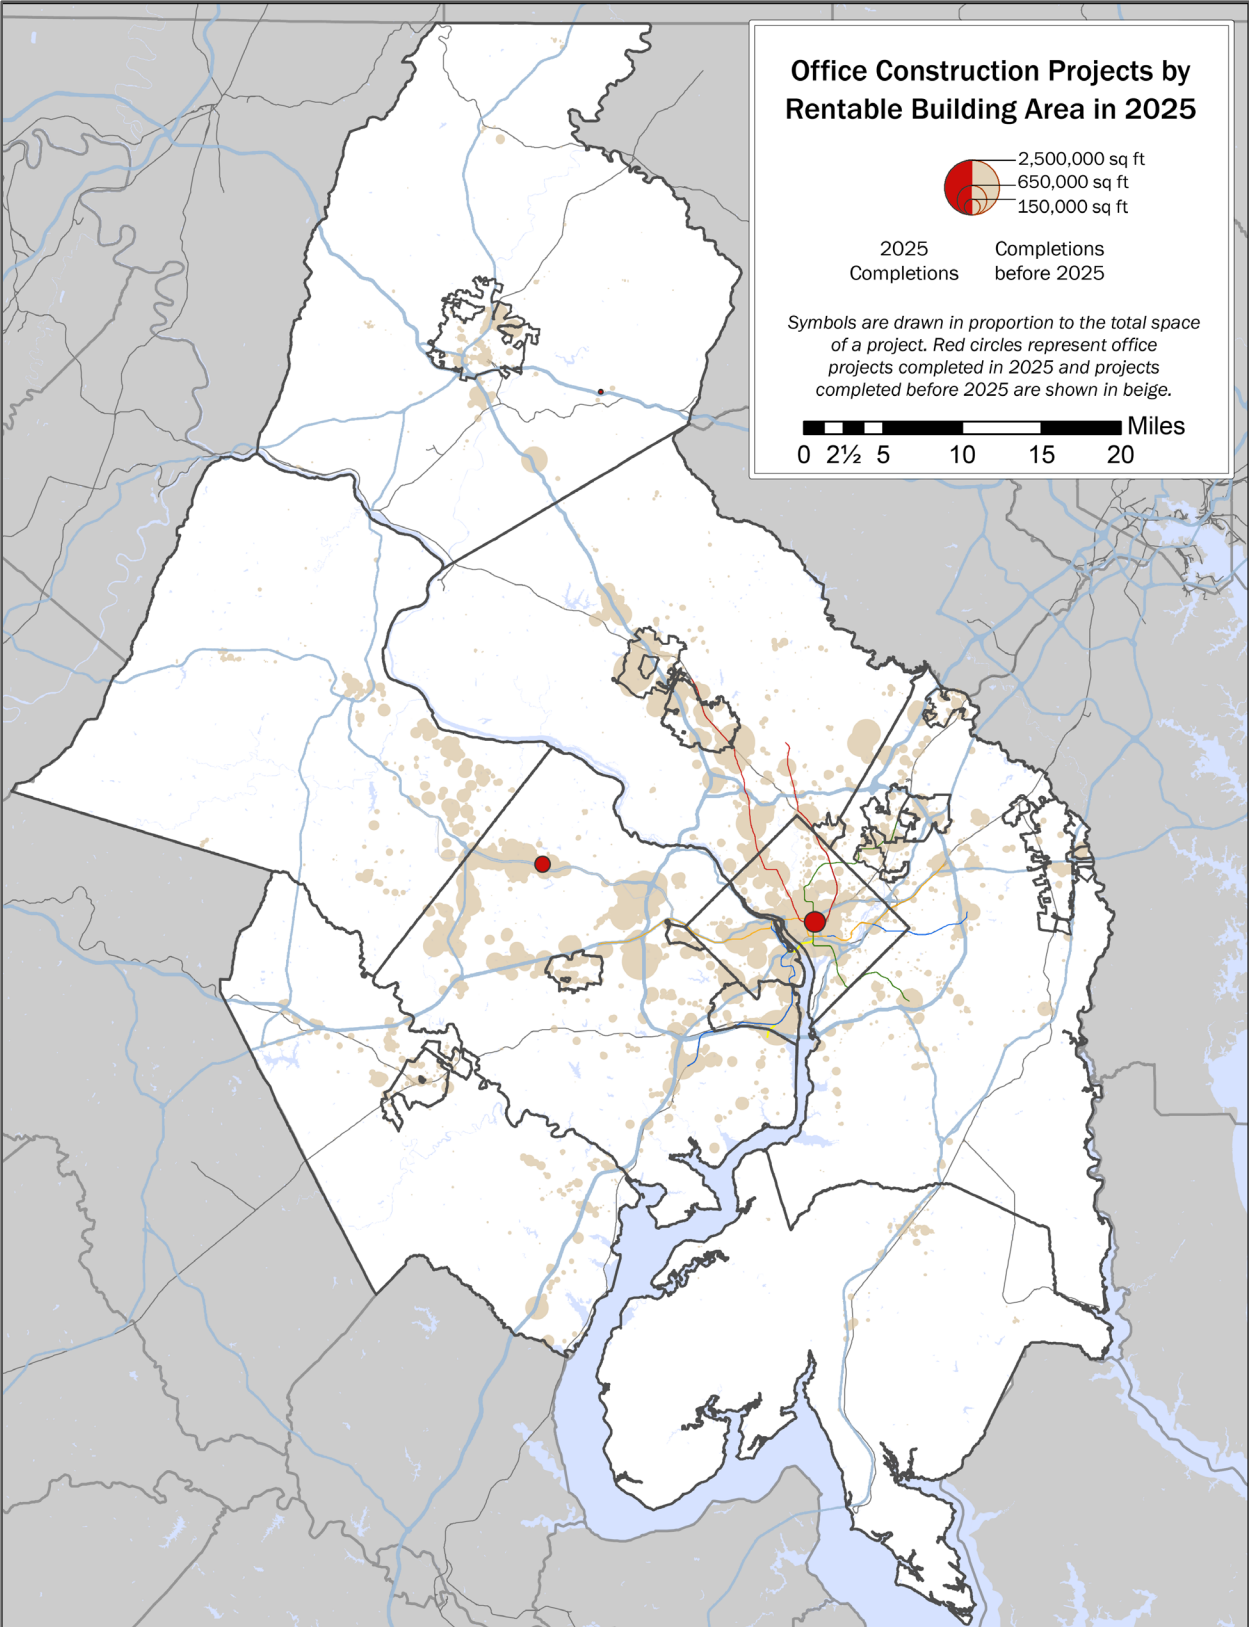 Office Construction Projects by
Rentable Building Area in 2025
2,500,000 sq ft
650,000 sq ft
150,000 sq ft
2025
Completions
Completions
before 2025
Symbols are drawn in proportion to the total space
of a project. Red circles represent office
projects completed in 2025 and projects
completed before 2025 are shown in beige.
Miles
0 2½ 5 10 15 20